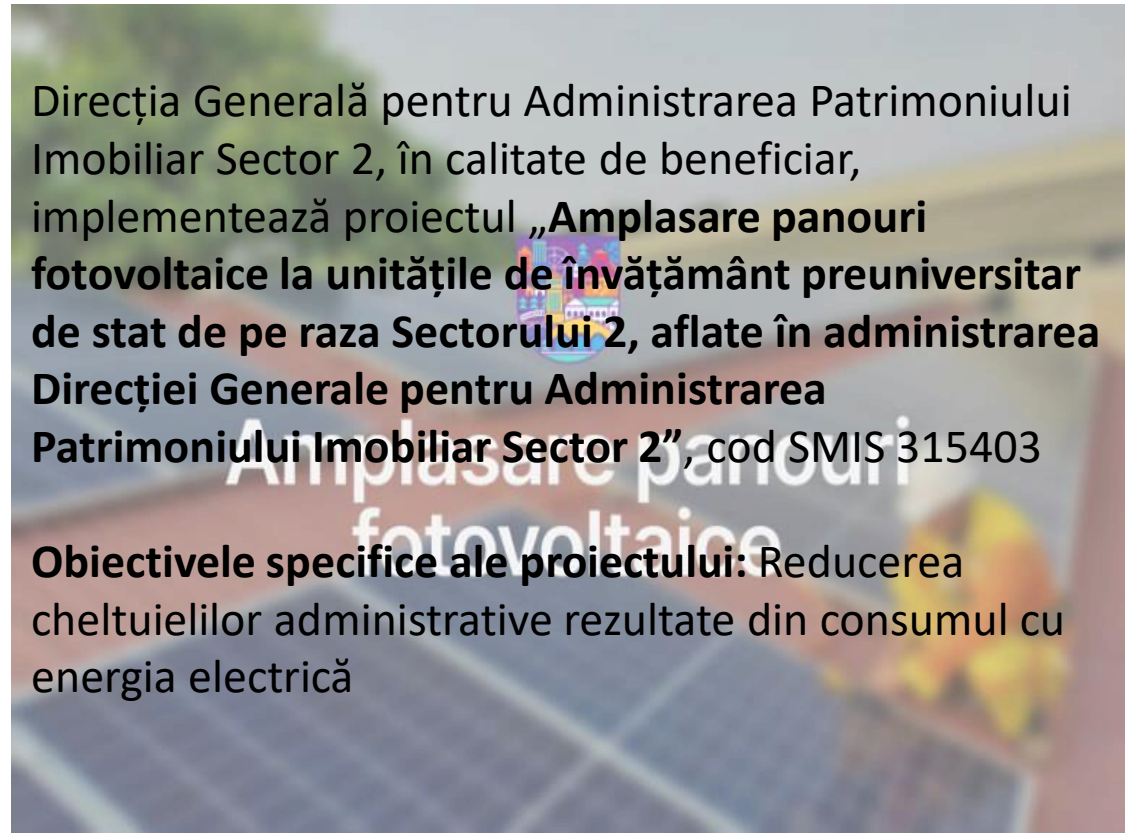 Direcția Generală pentru Administrarea Patrimoniului
Imobiliar Sector 2, în calitate de beneficiar,
implementează proiectul „Amplasare panouri
fotovoltaice la unitățile de învățământ preuniversitar
de stat de pe raza Sectorului 2, aflate în administrarea
Direcției Generale pentru Administrarea
Patrimoniului Imobiliar Sector 2”, cod SMIS 315403
Amplasare panouri
fotovoltaice
Obiectivele specifice ale proiectului: Reducerea
cheltuielilor administrative rezultate din consumul cu
energia electrică